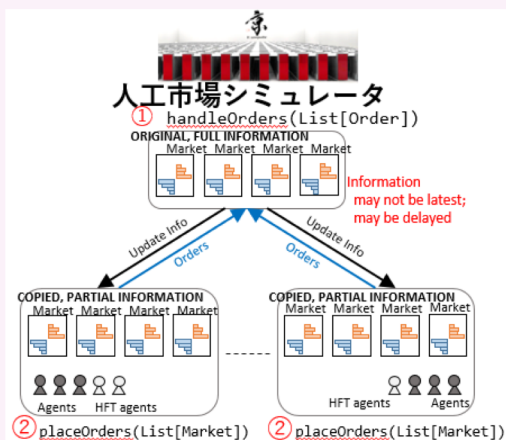 京
人工市場シミュレータ
① handleOrders(List[Order])
ORIGINAL, FULL INFORMATION
Market Market Market Market
Information
may not be latest;
may be delayed
Update Info
Orders
Orders
Update Info
COPIED, PARTIAL INFORMATION
Market Market Market Market
Agents HFT agents
② placeOrders(List[Market])
COPIED, PARTIAL INFORMATION
Market Market Market Market
HFT agents Agents
② placeOrders(List[Market])